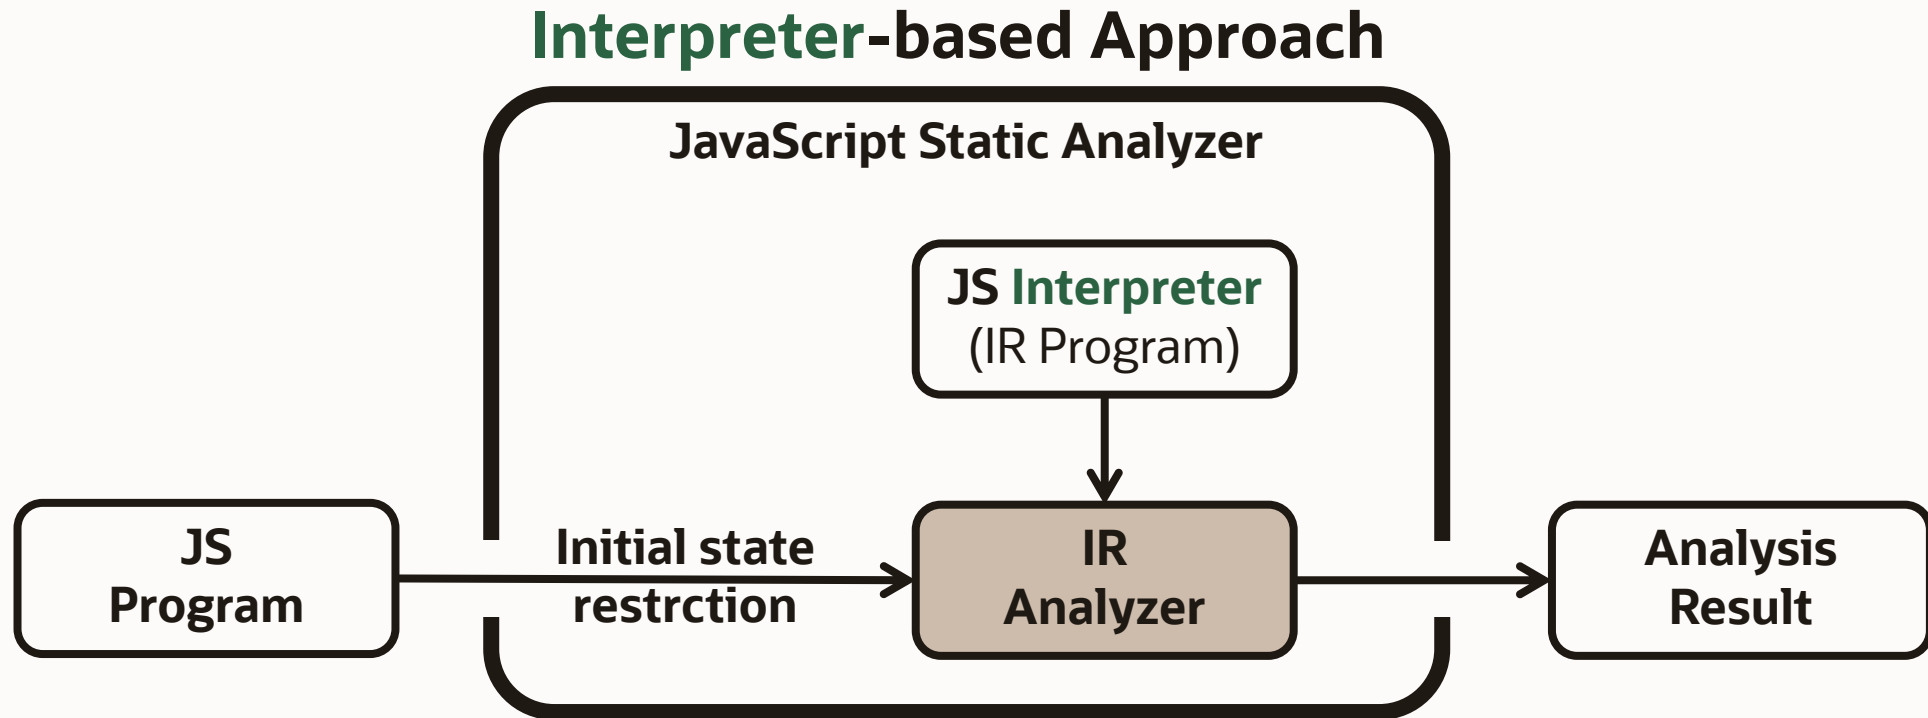 Interpreter-based Approach
JavaScript Static Analyzer
JS Interpreter
(IR Program)
JS
Program
Initial state
restrction
IR
Analyzer
Analysis
Result